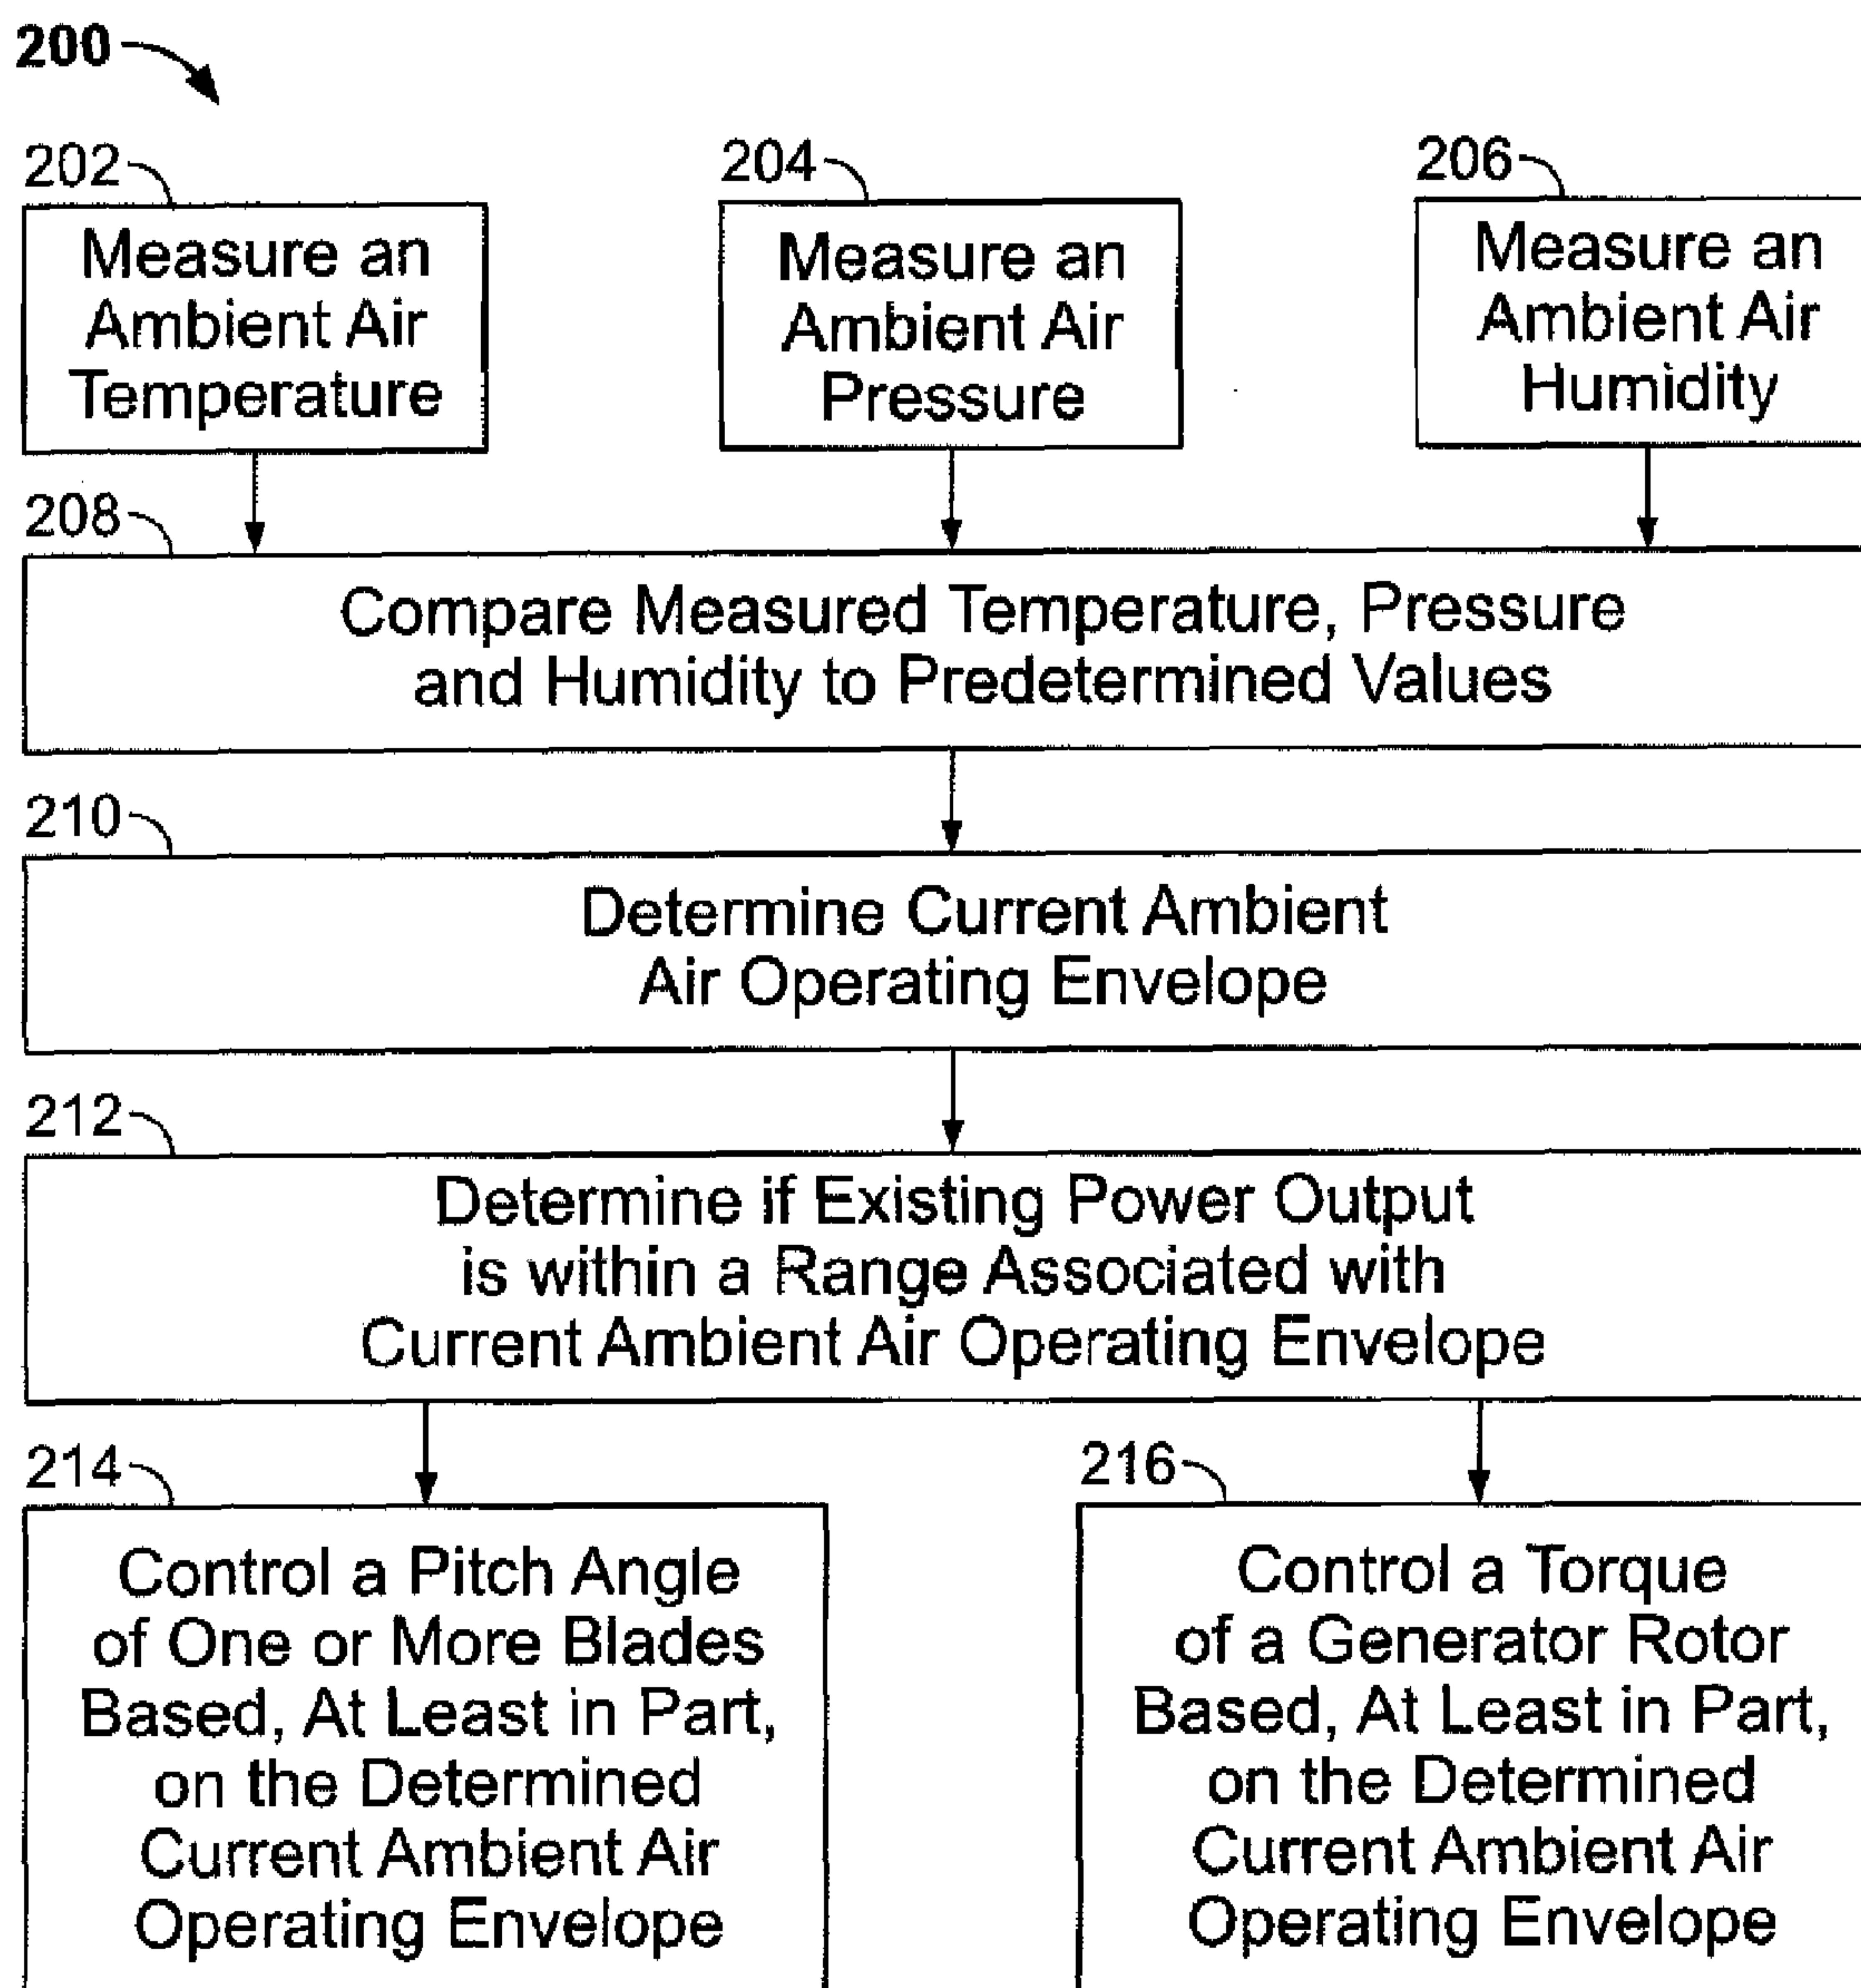 200
202
Measure an
Ambient Air
Temperature
204
Measure an
Ambient Air
Pressure
206
Measure an
Ambient Air
Humidity
208
Compare Measured Temperature, Pressure
and Humidity to Predetermined Values
210
Determine Current Ambient
Air Operating Envelope
212
Determine if Existing Power Output
is within a Range Associated with
Current Ambient Air Operating Envelope
214
Control a Pitch Angle
of One or More Blades
Based, At Least in Part,
on the Determined
Current Ambient Air
Operating Envelope
216
Control a Torque
of a Generator Rotor
Based, At Least in Part,
on the Determined
Current Ambient Air
Operating Envelope